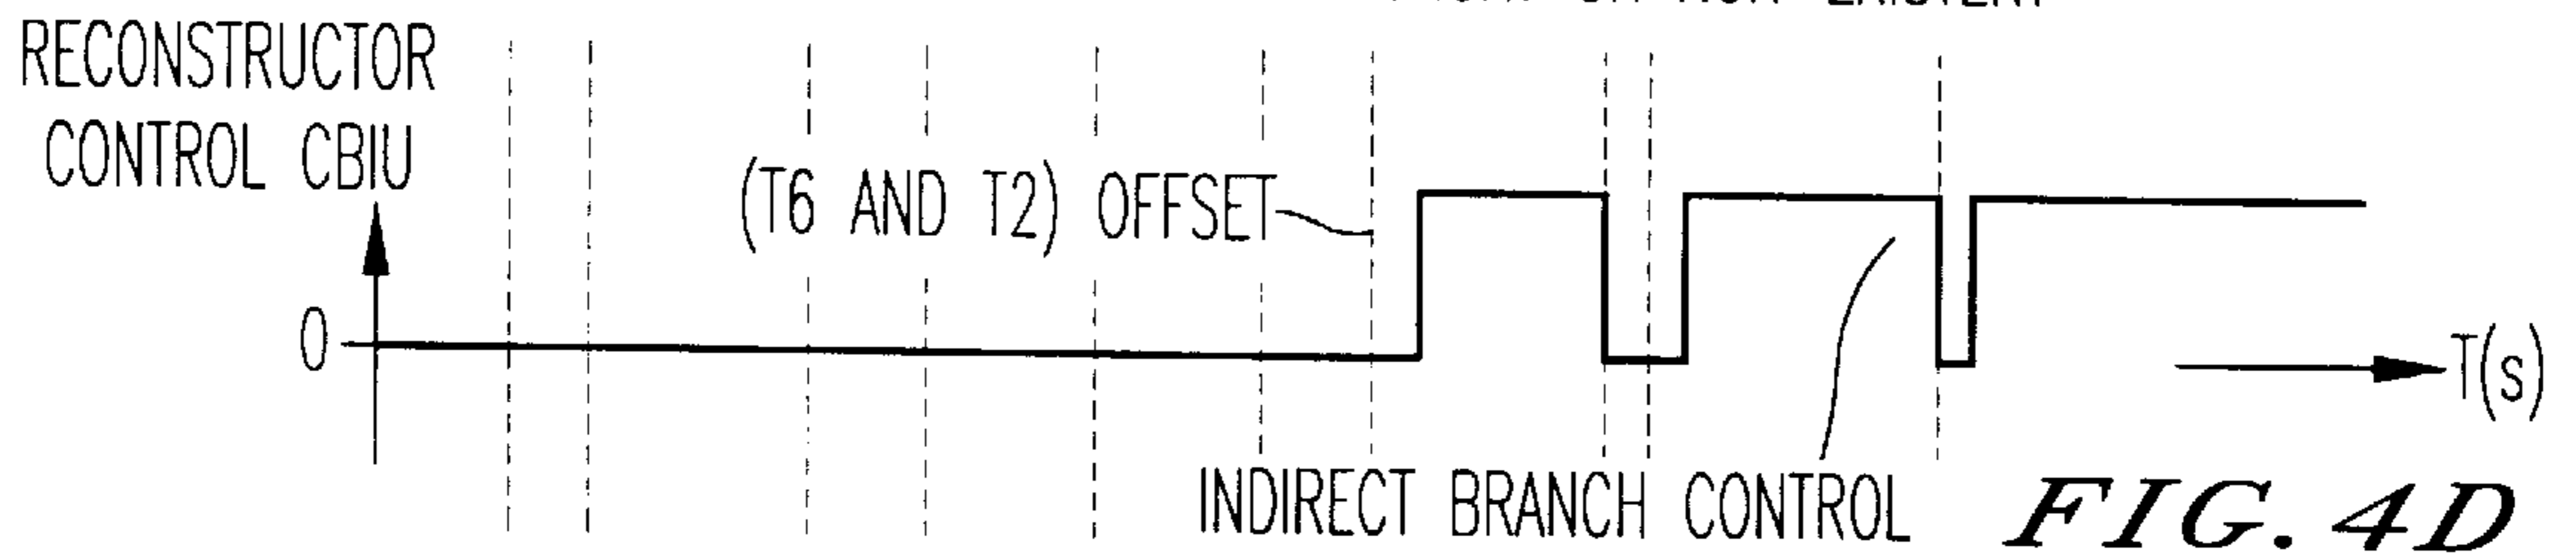 RECONSTRUCTOR
CONTROL CBIU
(T6 AND T2) OFFSET
0
T(s)
INDIRECT BRANCH CONTROL
FIG. 4D